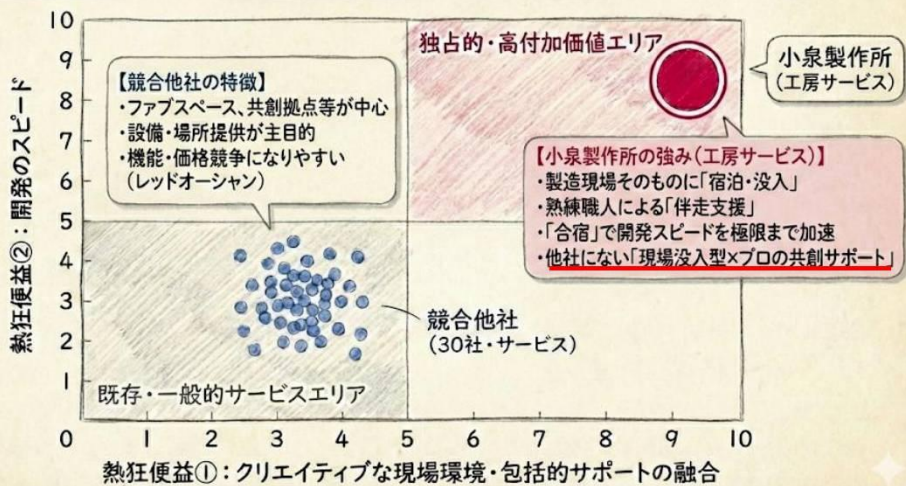 熱狂便益②：開発のスピード
10
9
8
7
6
5
4
3
2
1
0
1
2
3
4
5
6
7
8
9
10
熱狂便益①：クリエイティブな現場環境・包括的サポートの融合
【競合他社の特徴】
・ファブスペース、共創拠点等が中心
・設備・場所提供が主目的
・機能・価格競争になりやすい
（レッドオーシャン）
独占的・高付加価値エリア
小泉製作所
（工房サービス）
【小泉製作所の強み（工房サービス）】
・製造現場そのものに「宿泊・没入」
・熟練職人による「伴走支援」
・「合宿」で開発スピードを極限まで加速
・他社にない「現場没入型×プロの共創サポート」
競合他社
（30社・サービス）
既存・一般的サービスエリア